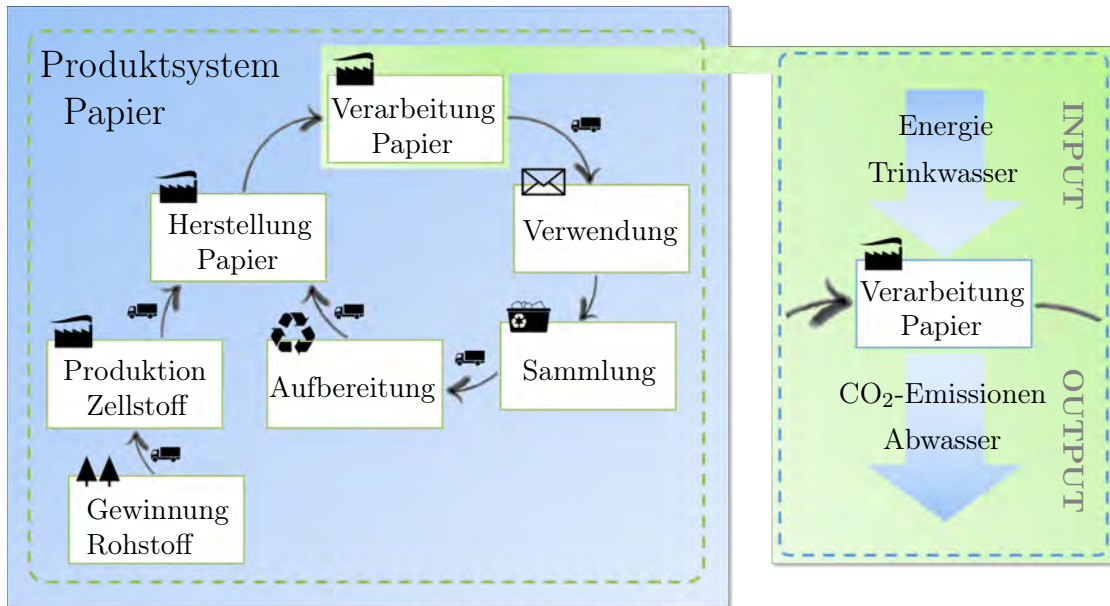 Produktsystem
Papier
Verarbeitung
Papier
Herstellung
Papier
Verwendung
Produktion
Zellstoff
Aufbereitung
Sammlung
Gewinnung
Rohstoff
INPUT
Energie
Trinkwasser
Verarbeitung
Papier
OUTPUT
CO₂-Emissionen
Abwasser